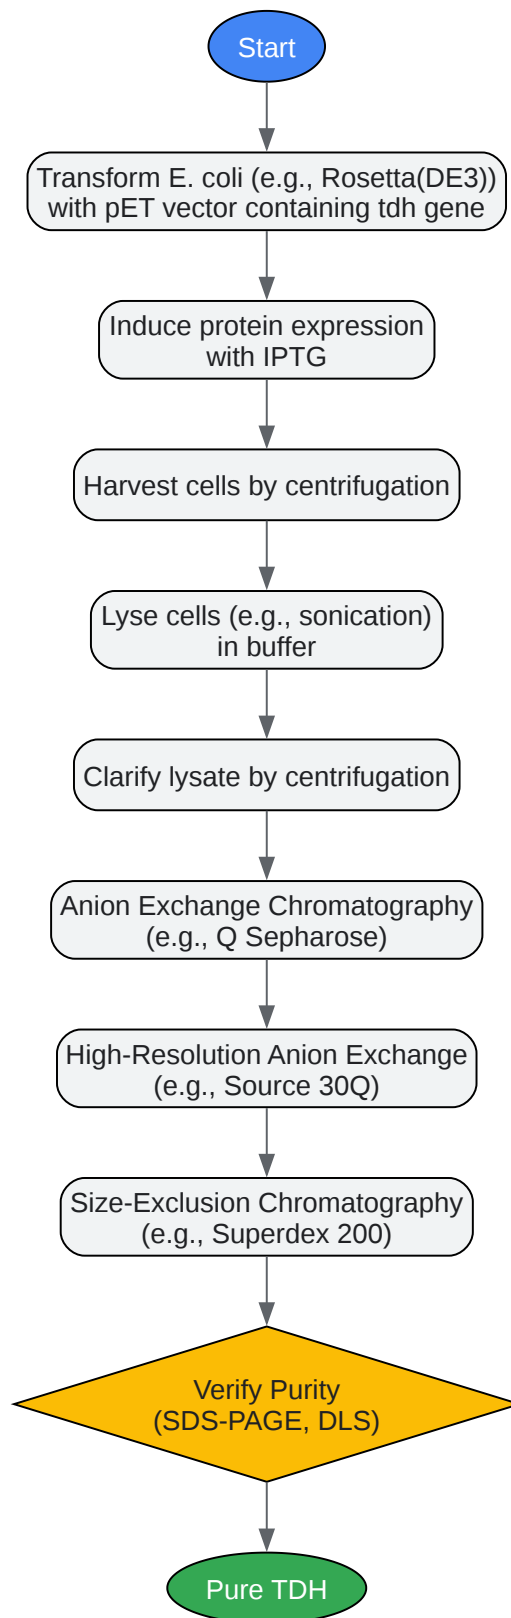 Start
Transform E. coli (e.g., Rosetta(DE3))
with pET vector containing tdh gene
Induce protein expression
with IPTG
Harvest cells by centrifugation
Lyse cells (e.g., sonication)
in buffer
Clarify lysate by centrifugation
Anion Exchange Chromatography
(e.g., Q Sepharose)
High-Resolution Anion Exchange
(e.g., Source 30Q)
Size-Exclusion Chromatography
(e.g., Superdex 200)
Verify Purity
(SDS-PAGE, DLS)
Pure TDH